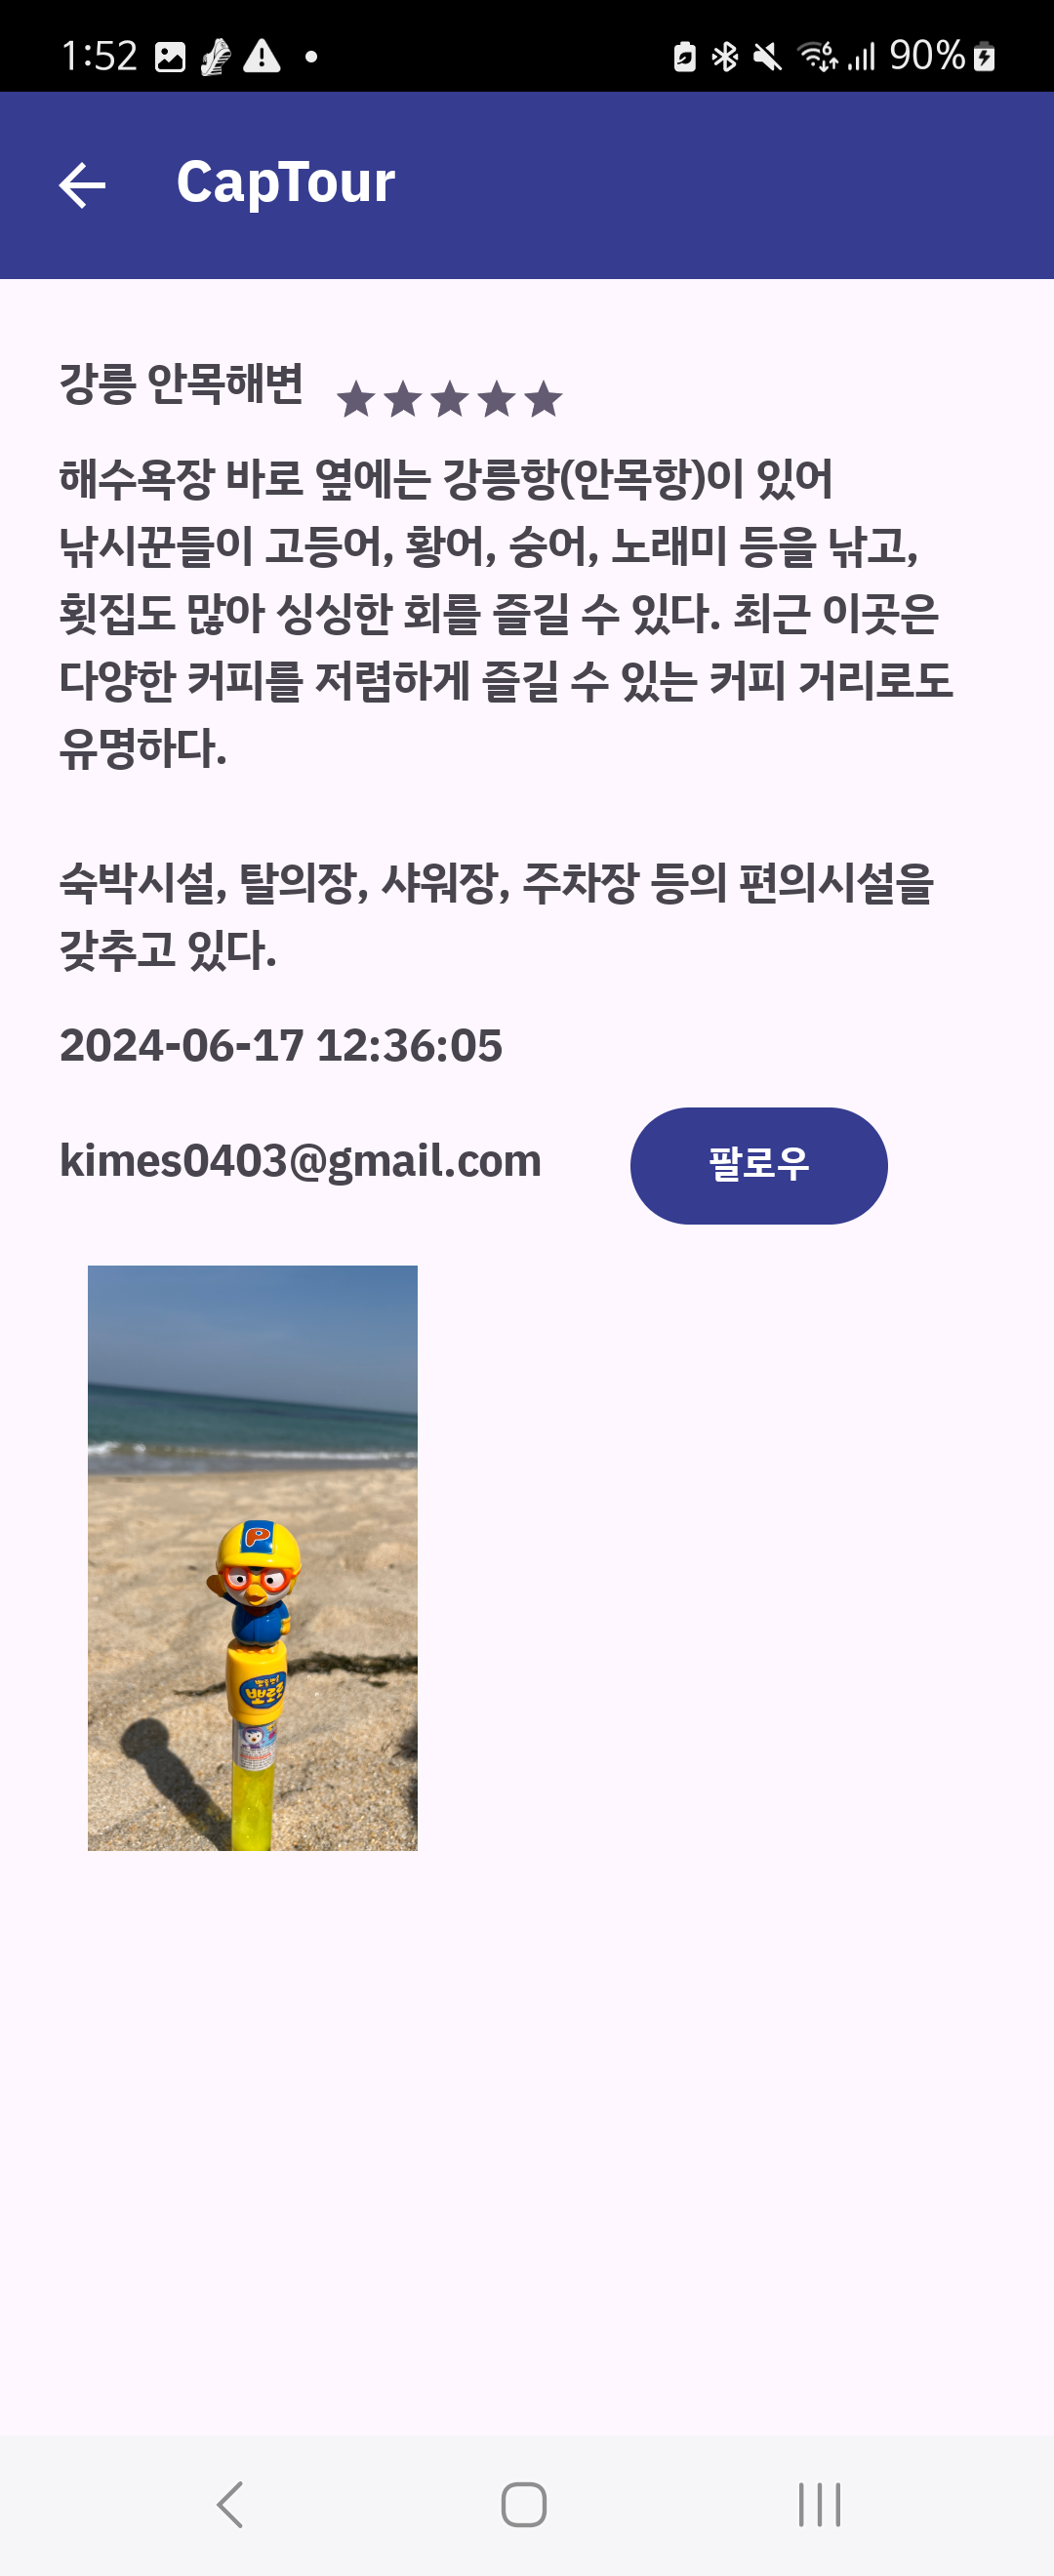 1:52
90%
CapTour
강릉 안목해변
해수욕장 바로 옆에는 강릉항(안목항)이 있어
낚시꾼들이 고등어, 황어, 숭어, 노래미 등을 낚고,
횟집도 많아 싱싱한 회를 즐길 수 있다. 최근 이곳은
다양한 커피를 저렴하게 즐길 수 있는 커피 거리로도
유명하다.
숙박시설, 탈의장, 샤워장, 주차장 등의 편의시설을
갖추고 있다.
2024-06-17 12:36:05
kimes0403@gmail.com
팔로우
P
뽀로로